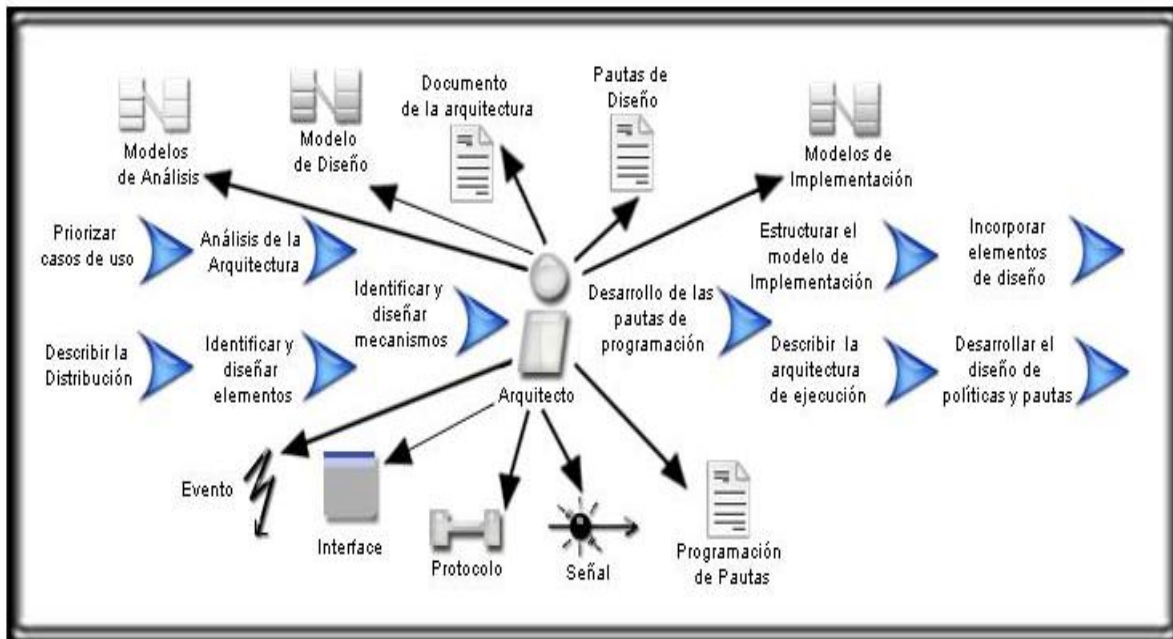 Modelos
de Análisis
Modelo
de Diseño
Documento
de la arquitectura
Pautas de
Diseño
Modelos de
Implementación
Priorizar
casos de uso
Análisis de la
Arquitectura
Identificar y
diseñar
mecanismos
Desarrollo de las
pautas de
programación
Estructurar el
modelo de
Implementación
Incorporar
elementos
de diseño
Describir la
Distribución
Identificar y
diseñar
elementos
Arquitecto
Describir la
arquitectura
de ejecución
Desarrollar el
diseño de
políticas y pautas
Evento
Interface
Protocolo
Señal
Programación
de Pautas